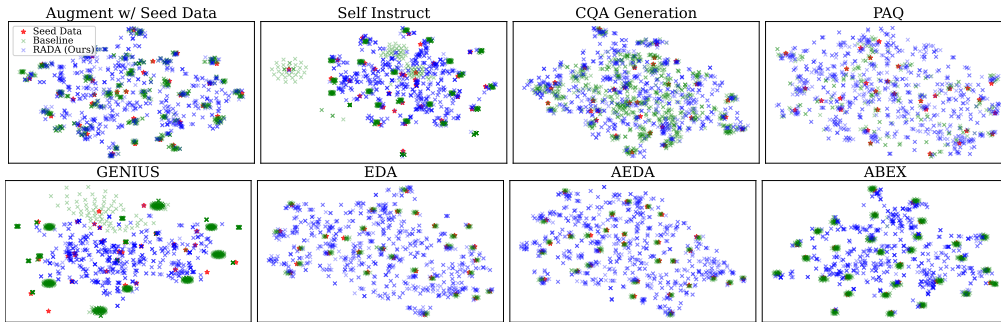 Augment w/ Seed Data
Self Instruct
CQA Generation
PAQ
Seed Data
Baseline
RADA (Ours)
GENIUS
EDA
AEDA
ABEX